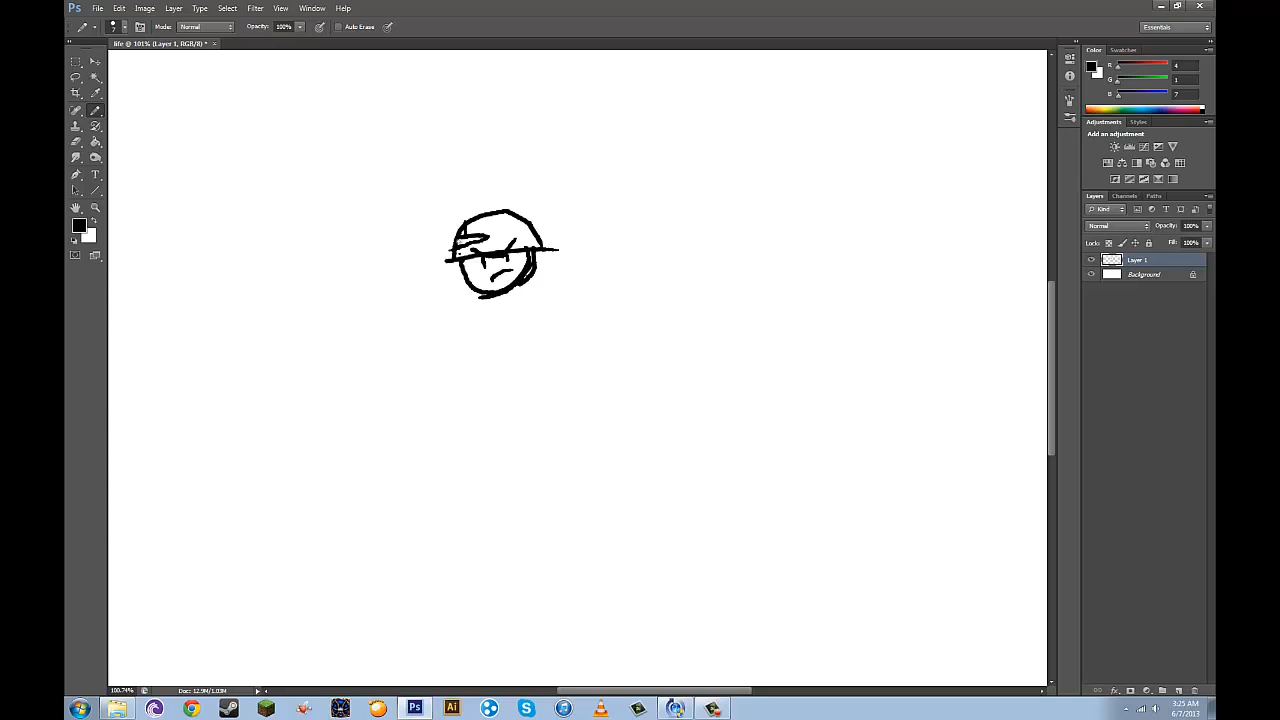 Ps File Edit Image Layer Type Select Filter View Window Help
7 Mode: Normal Opacity: 100% Auto Erase Essentials
life @ 101% (Layer 1, RGB/8) * ×
Color Swatches
R 4
G 1
B 7
Adjustments Styles
Add an adjustment
Layers Channels Paths
Kind
Normal Opacity: 100%
Lock: Fill: 100%
Layer 1
Background
T
100.74% Doc: 12.9M/1.03M
Ps Ai S
3:25 AM
6/7/2013